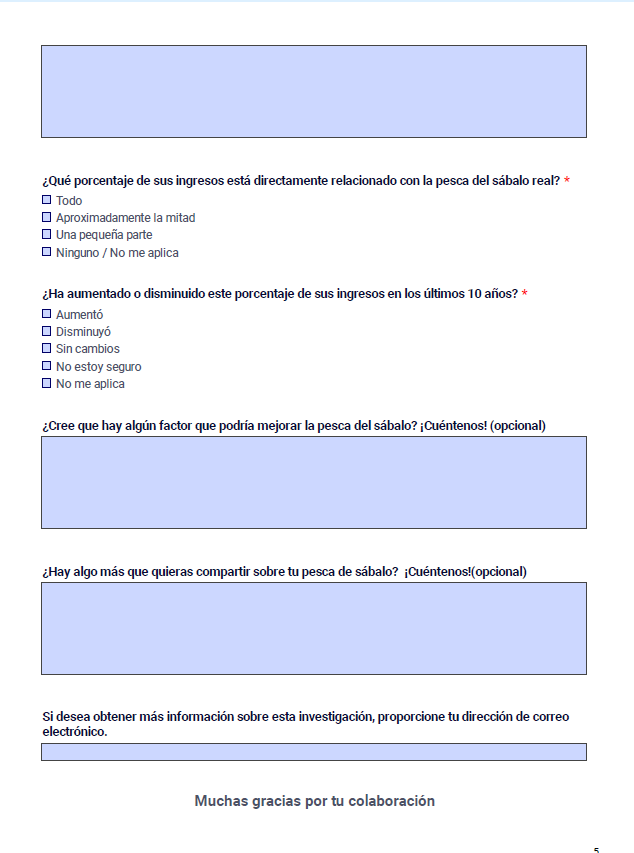 ¿Qué porcentaje de sus ingresos está directamente relacionado con la pesca del sábalo real? *
Todo
Aproximadamente la mitad
Una pequeña parte
Ninguno / No me aplica
¿Ha aumentado o disminuido este porcentaje de sus ingresos en los últimos 10 años? *
Aumentó
Disminuyó
Sin cambios
No estoy seguro
No me aplica
¿Cree que hay algún factor que podría mejorar la pesca del sábalo? ¡Cuéntenos! (opcional)
¿Hay algo más que quieras compartir sobre tu pesca de sábalo? ¡Cuéntenos!(opcional)
Si desea obtener más información sobre esta investigación, proporcione tu dirección de correo
electrónico.
Muchas gracias por tu colaboración
5